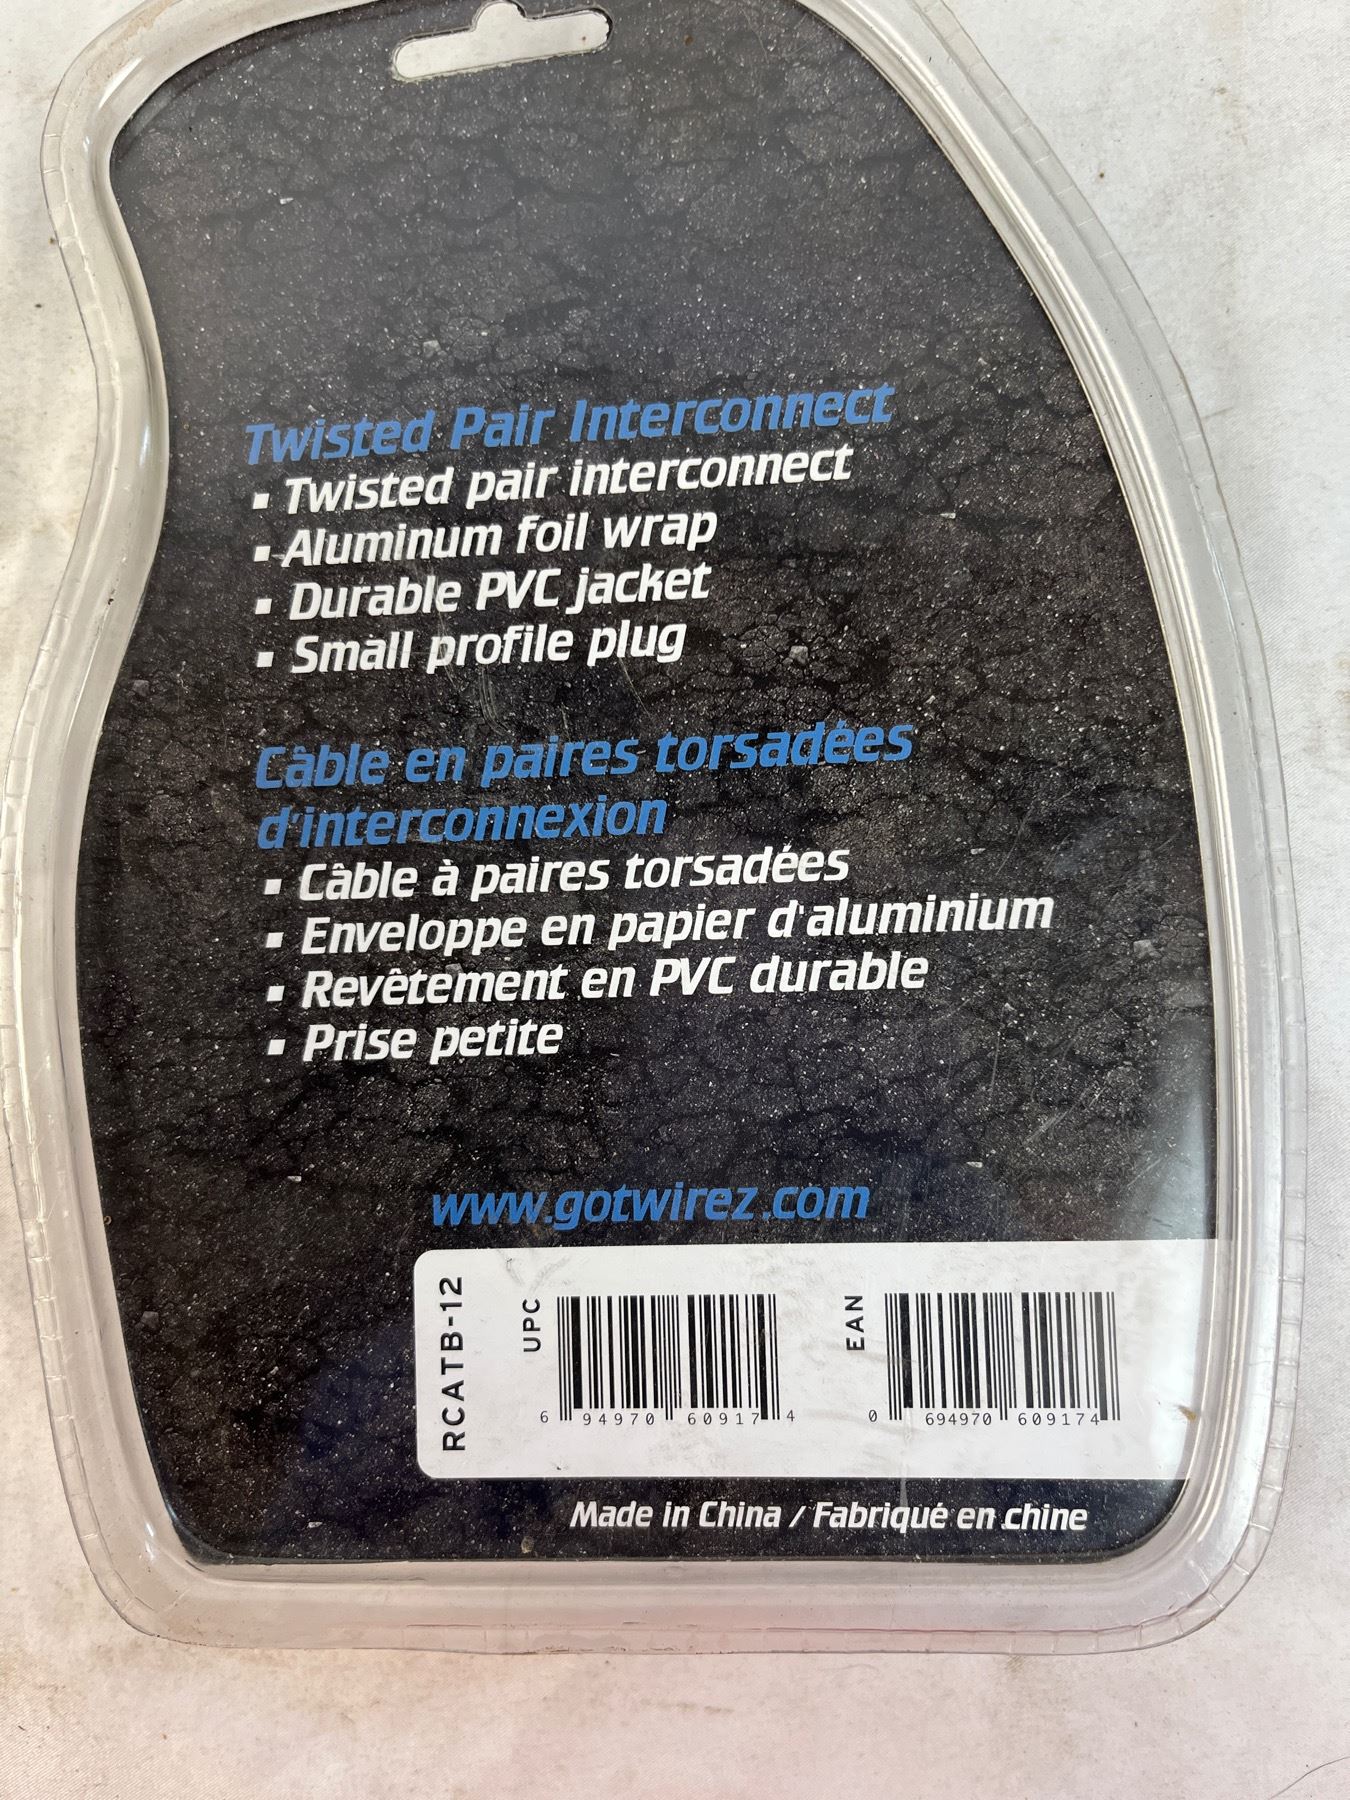 Twisted Pair Interconnect
▪ Twisted pair interconnect
▪ Aluminum foil wrap
▪ Durable PVC jacket
▪ Small profile plug
Câble en paires torsadées
d'interconnexion
▪ Câble à paires torsadées
▪ Enveloppe en papier d'aluminium
▪ Revêtement en PVC durable
▪ Prise petite
www.gotwirez.com
RCATB-12
UPC
6 94970 60917 4
EAN
0 694970 609174
Made in China / Fabriqué en chine